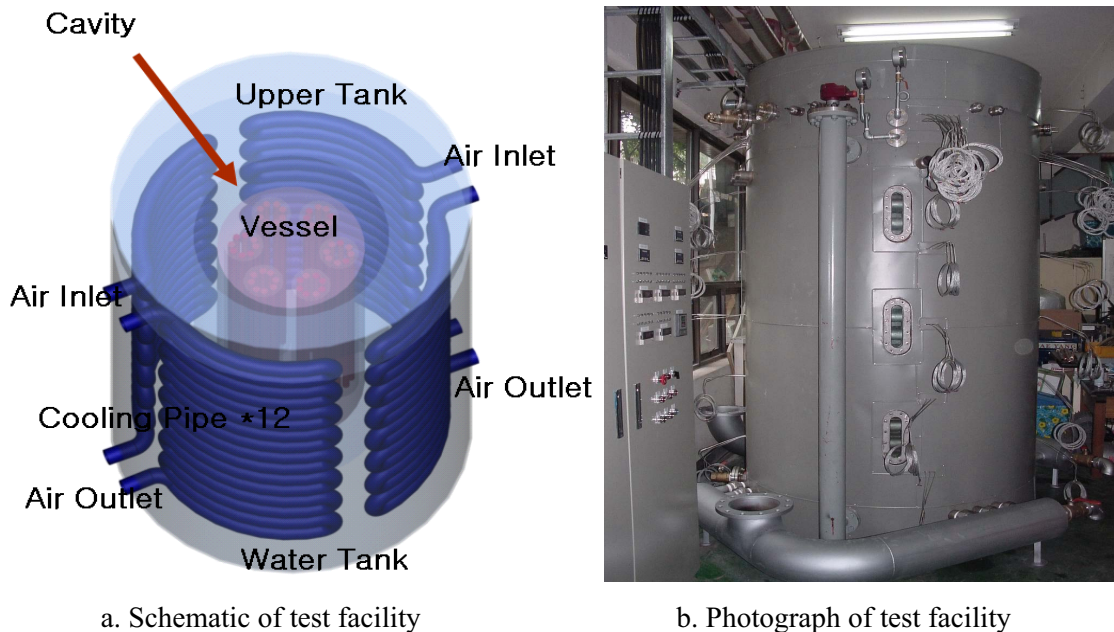 Cavity
Upper Tank
Air Inlet
Vessel
Air Inlet
Air Outlet
Cooling Pipe *12
Air Outlet
Water Tank
a. Schematic of test facility
b. Photograph of test facility